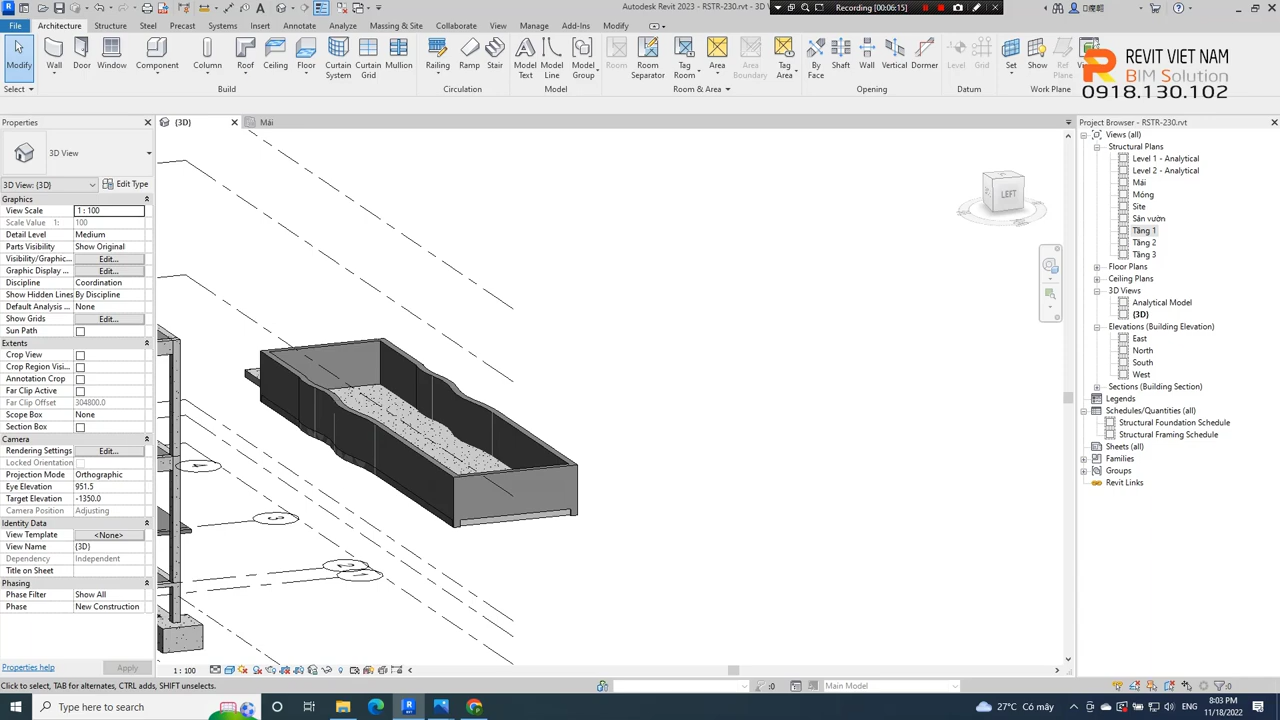 Autodesk Revit 2023 - RSTR-230.rvt - 3D V
Recording [00:06:15]
File Architecture Structure Steel Precast Systems Insert Annotate Analyze Massing & Site Collaborate View Manage Add-Ins Modify
Modify Wall Door Window Component Column Roof Ceiling Floor Curtain System Curtain Grid Mullion Railing Ramp Stair Model Text Model Line Model Group Room Room Separator Tag Room Area Area Boundary Tag Area By Face Shaft Wall Vertical Dormer Level Grid Set Show Ref Plane
Select Build Circulation Model Room & Area Opening Datum Work Plane
REVIT VIET NAM
BIM Solution
0918.130.102
Properties
(3D)
Mái
Project Browser - RSTR-230.rvt
3D View
3D View: {3D}
Edit Type
Graphics
View Scale 1 : 100
Scale Value 1: 100
Detail Level Medium
Parts Visibility Show Original
Visibility/Graphic... Edit...
Graphic Display ... Edit...
Discipline Coordination
Show Hidden Lines By Discipline
Default Analysis ... None
Show Grids Edit...
Sun Path
Extents
Crop View
Crop Region Visi...
Annotation Crop
Far Clip Active
Far Clip Offset 304800.0
Scope Box None
Section Box
Camera
Rendering Settings Edit...
Locked Orientation
Projection Mode Orthographic
Eye Elevation 951.5
Target Elevation -1350.0
Camera Position Adjusting
Identity Data
View Template <None>
View Name {3D}
Dependency Independent
Title on Sheet
Phasing
Phase Filter Show All
Phase New Construction
Properties help
Apply
LEFT
4
3
2
1
Views (all)
Structural Plans
Level 1 - Analytical
Level 2 - Analytical
Mái
Móng
Site
Sân vườn
Tầng 1
Tầng 2
Tầng 3
Floor Plans
Ceiling Plans
3D Views
Analytical Model
{3D}
Elevations (Building Elevation)
East
North
South
West
Sections (Building Section)
Legends
Schedules/Quantities (all)
Structural Foundation Schedule
Structural Framing Schedule
Sheets (all)
Families
Groups
Revit Links
1 : 100
Click to select, TAB for alternates, CTRL adds, SHIFT unselects.
:0
Main Model
:0
Type here to search
27°C Có mây
8:03 PM
11/18/2022